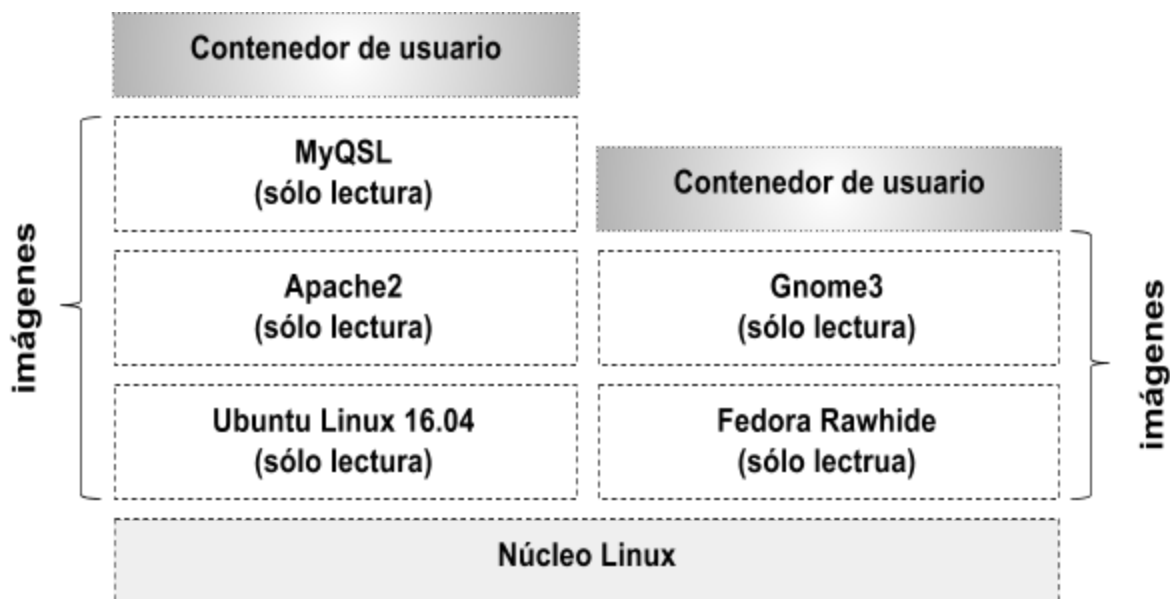 Contenedor de usuario
MyQSL
(sólo lectura)
Apache2
(sólo lectura)
Ubuntu Linux 16.04
(sólo lectura)
imágenes
Contenedor de usuario
Gnome3
(sólo lectura)
Fedora Rawhide
(sólo lectrua)
imágenes
Núcleo Linux